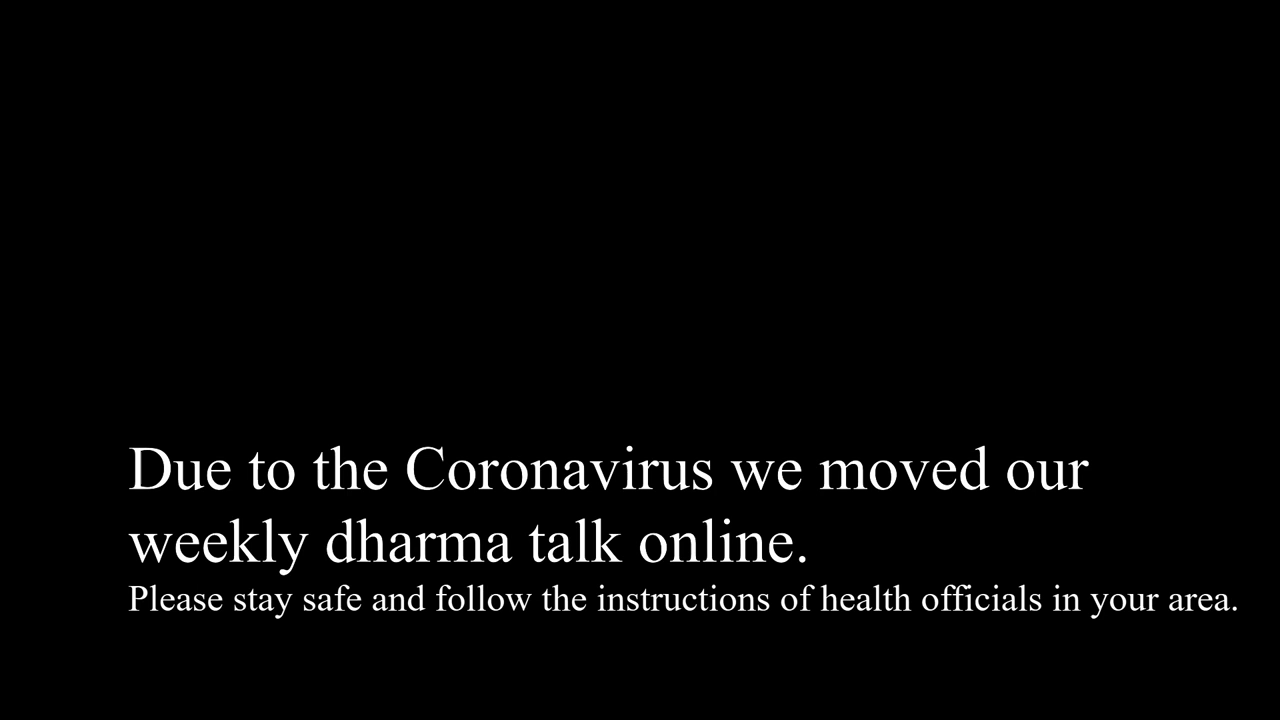 Due to the Coronavirus we moved our
weekly dharma talk online.
Please stay safe and follow the instructions of health officials in your area.